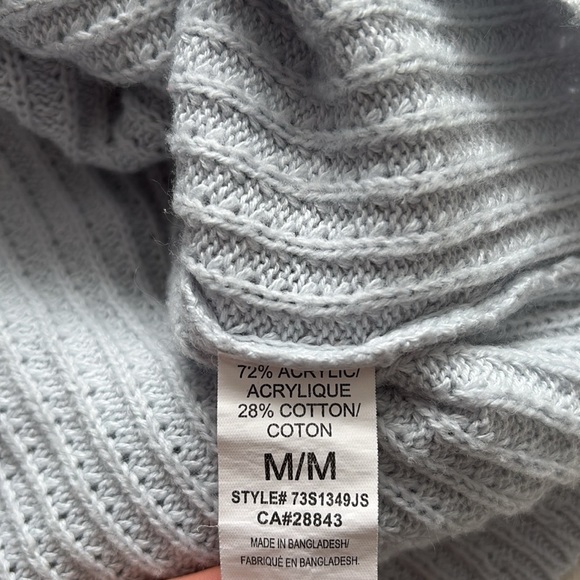 72% ACRYLIC/
ACRYLIQUE
28% COTTON/
COTON
M/M
STYLE# 73S1349JS
CA#28843
MADE IN BANGLADESH/
FABRIQUÉ EN BANGLADESH.